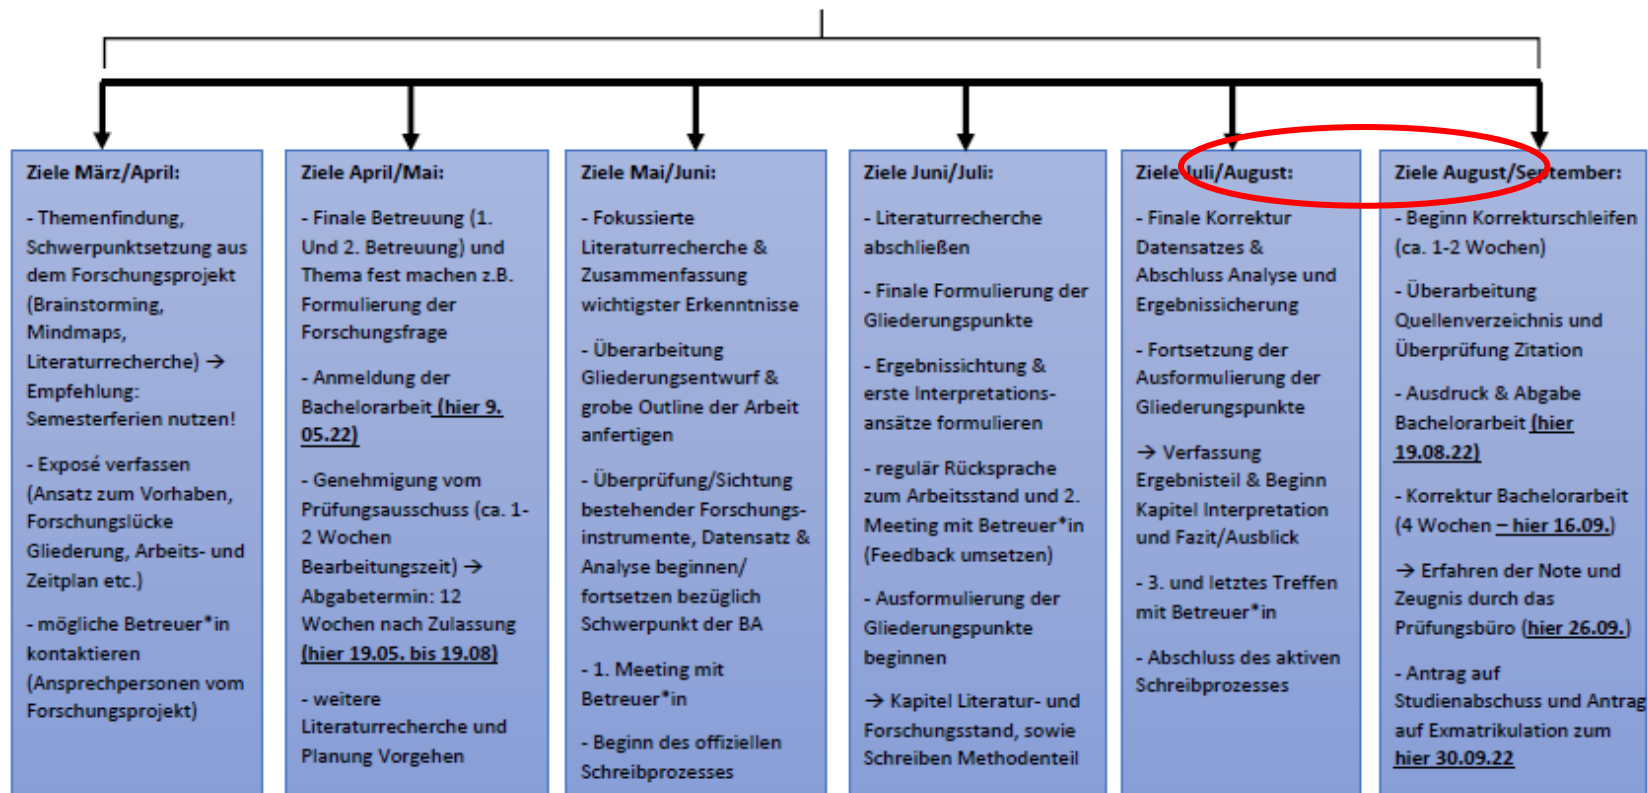 Ziele März/April:
- Themenfindung,
Schwerpunktsetzung aus
dem Forschungsprojekt
(Brainstorming,
Mindmaps,
Literaturrecherche) →
Empfehlung:
Semesterferien nutzen!
- Exposé verfassen
(Ansatz zum Vorhaben,
Forschungslücke
Gliederung, Arbeits- und
Zeitplan etc.)
- mögliche Betreuer*in
kontaktieren
(Ansprechpersonen vom
Forschungsprojekt)
Ziele April/Mai:
- Finale Betreuung (1.
Und 2. Betreuung) und
Thema fest machen z.B.
Formulierung der
Forschungsfrage
- Anmeldung der
Bachelorarbeit (hier 9.
05.22)
- Genehmigung vom
Prüfungsausschuss (ca. 1-
2 Wochen
Bearbeitungszeit) →
Abgabetermin: 12
Wochen nach Zulassung
(hier 19.05. bis 19.08)
- weitere
Literaturrecherche und
Planung Vorgehen
Ziele Mai/Juni:
- Fokussierte
Literaturrecherche &
Zusammenfassung
wichtigster Erkenntnisse
- Überarbeitung
Gliederungsentwurf &
grobe Outline der Arbeit
anfertigen
- Überprüfung/Sichtung
bestehender Forschungs-
instrumente, Datensatz &
Analyse beginnen/
fortsetzen bezüglich
Schwerpunkt der BA
- 1. Meeting mit
Betreuer*in
- Beginn des offiziellen
Schreibprozesses
Ziele Juni/Juli:
- Literaturrecherche
abschließen
- Finale Formulierung der
Gliederungspunkte
- Ergebnissichtung &
erste Interpretations-
ansätze formulieren
- regulär Rücksprache
zum Arbeitsstand und 2.
Meeting mit Betreuer*in
(Feedback umsetzen)
- Ausformulierung der
Gliederungspunkte
beginnen
→ Kapitel Literatur- und
Forschungsstand, sowie
Schreiben Methodenteil
Ziele Juli/August:
- Finale Korrektur
Datensatzes &
Abschluss Analyse und
Ergebnissicherung
- Fortsetzung der
Ausformulierung der
Gliederungspunkte
→ Verfassung
Ergebnisteil & Beginn
Kapitel Interpretation
und Fazit/Ausblick
- 3. und letztes Treffen
mit Betreuer*in
- Abschluss des aktiven
Schreibprozesses
Ziele August/September:
- Beginn Korrekturschleifen
(ca. 1-2 Wochen)
- Überarbeitung
Quellenverzeichnis und
Überprüfung Zitation
- Ausdruck & Abgabe
Bachelorarbeit (hier
19.08.22)
- Korrektur Bachelorarbeit
(4 Wochen – hier 16.09.)
→ Erfahren der Note und
Zeugnis durch das
Prüfungsbüro (hier 26.09.)
- Antrag auf
Studienabschuss und Antrag
auf Exmatrikulation zum
hier 30.09.22